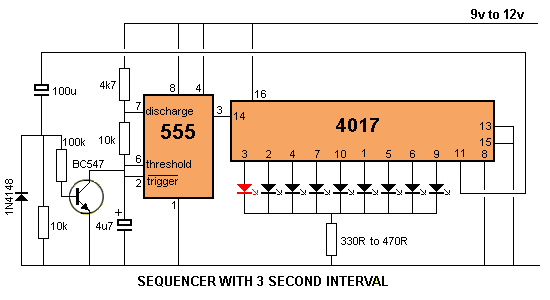 9v to 12v
100u
4k7
8
4
16
7
discharge
3
14
555
4017
13
15
100k
10k
BC547
6
threshold
2
trigger
3
2
4
7
10
1
5
6
9
11
8
1N4148
10k
+
4u7
1
330R to 470R
SEQUENCER WITH 3 SECOND INTERVAL